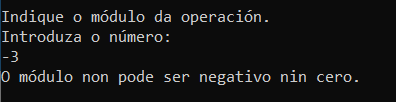 Indique o módulo da operación.
Introduza o número:
-3
O módulo non pode ser negativo nin cero.